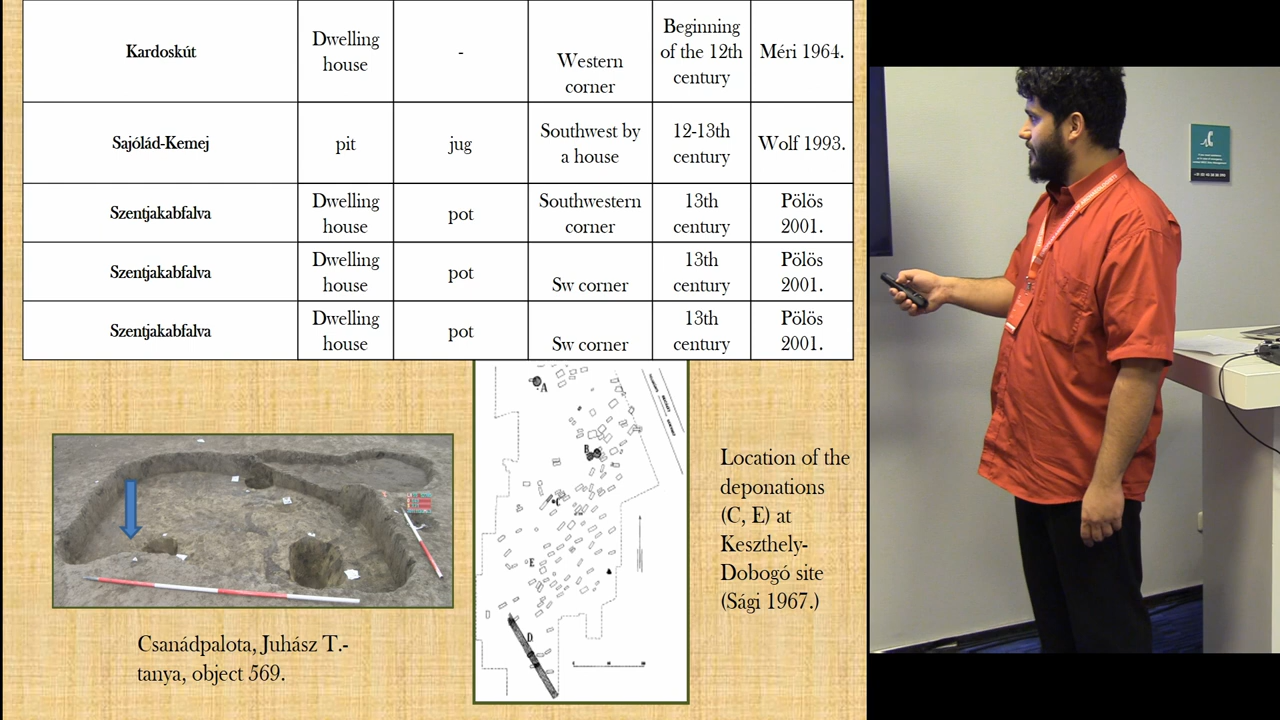 Kardoskút
Dwelling
house
-
Western
corner
Beginning
of the 12th
century
Méri 1964.
Sajólád-Kemej
pit
jug
Southwest by
a house
12-13th
century
Wolf 1993.
Szentjakabfalva
Dwelling
house
pot
Southwestern
corner
13th
century
Pölös
2001.
Szentjakabfalva
Dwelling
house
pot
Sw corner
13th
century
Pölös
2001.
Szentjakabfalva
Dwelling
house
pot
Sw corner
13th
century
Pölös
2001.
A
B
C
E
D
Location of the
deponations
(C, E) at
Keszthely-
Dobogó site
(Sági 1967.)
Csanádpalota, Juhász T.-
tanya, object 569.